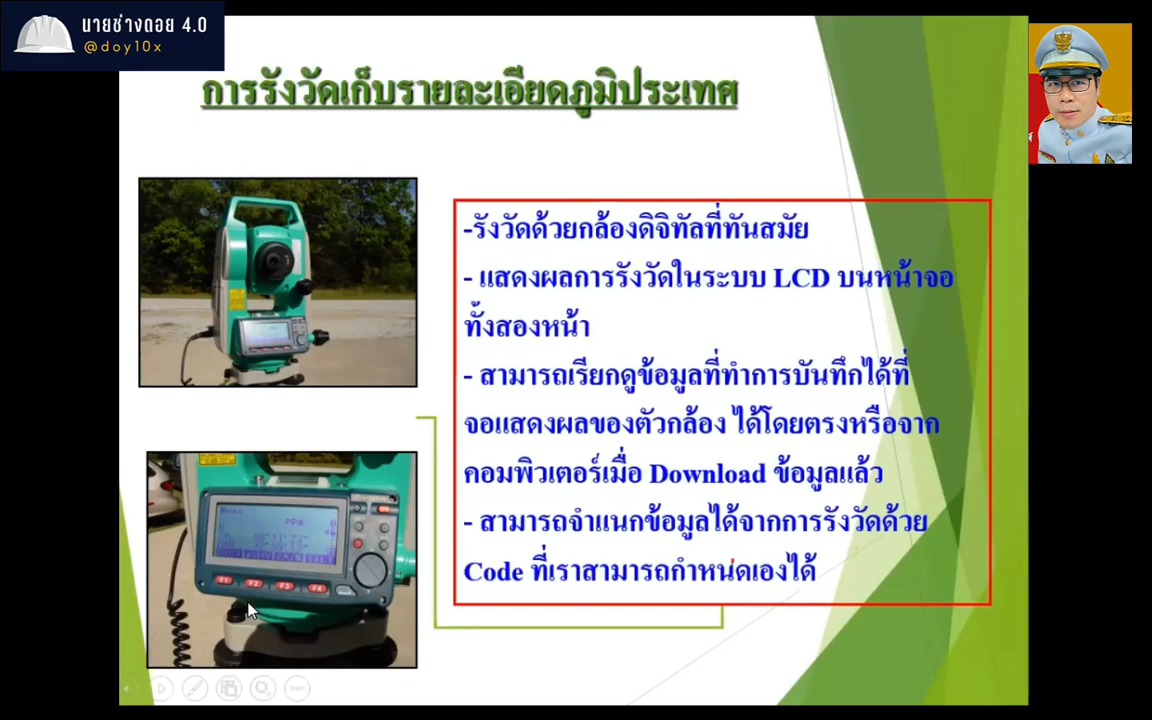 นายช่างดอย 4.0
@doy10x
การรังวัดเก็บรายละเอียดภูมิประเทศ
-รังวัดด้วยกล้องดิจิทัลที่ทันสมัย
- แสดงผลการรังวัดในระบบ LCD บนหน้าจอ
ทั้งสองหน้า
- สามารถเรียกดูข้อมูลที่ทำการบันทึกได้ที่
จอแสดงผลของตัวกล้อง ได้โดยตรงหรือจาก
คอมพิวเตอร์เมื่อ Download ข้อมูลแล้ว
- สามารถจำแนกข้อมูลได้จากการรังวัดด้วย
Code ที่เราสามารถกำหนดเองได้
Meas
PPM
F1 F2 F3 F4